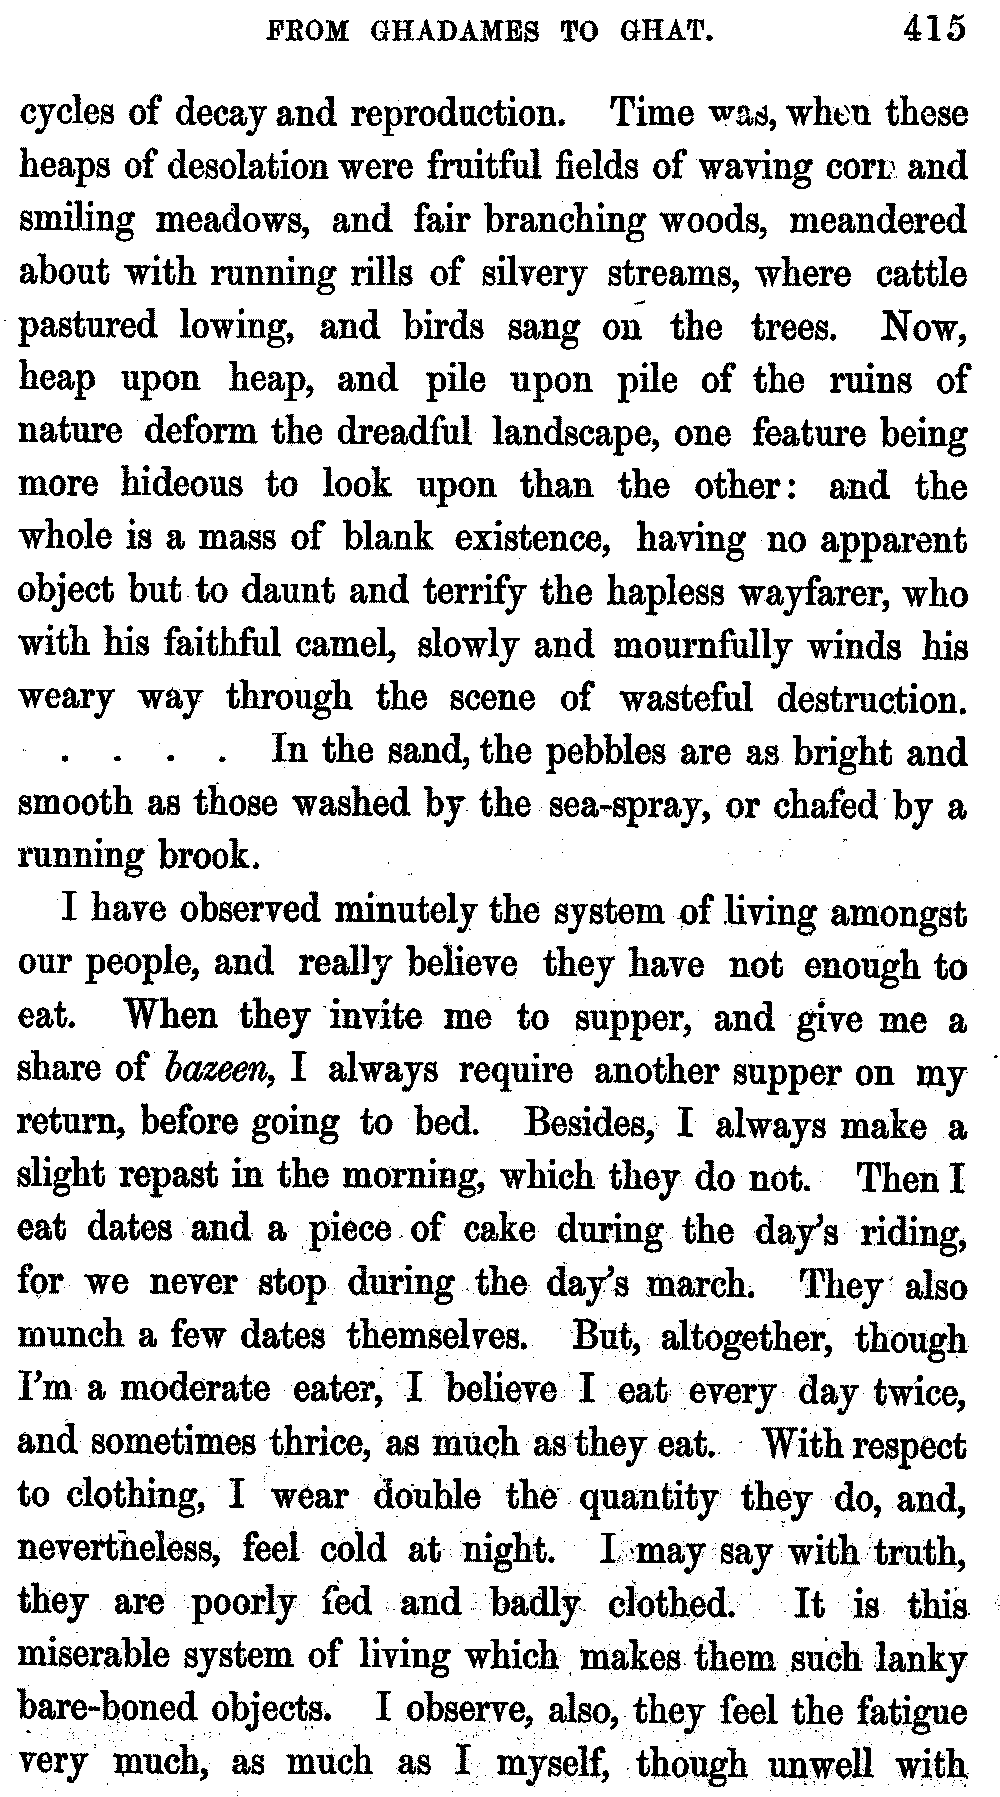 FROM GHADAMES TO GHAT. 415
cycles of decay and reproduction. Time was, when these
heaps of desolation were fruitful fields of waving corn and
smiling meadows, and fair branching woods, meandered
about with running rills of silvery streams, where cattle
pastured lowing, and birds sang on the trees. Now,
heap upon heap, and pile upon pile of the ruins of
nature deform the dreadful landscape, one feature being
more hideous to look upon than the other: and the
whole is a mass of blank existence, having no apparent
object but to daunt and terrify the hapless wayfarer, who
with his faithful camel, slowly and mournfully winds his
weary way through the scene of wasteful destruction.
. . . . In the sand, the pebbles are as bright and
smooth as those washed by the sea-spray, or chafed by a
running brook.
I have observed minutely the system of living amongst
our people, and really believe they have not enough to
eat. When they invite me to supper, and give me a
share of bazeen, I always require another supper on my
return, before going to bed. Besides, I always make a
slight repast in the morning, which they do not. Then I
eat dates and a piece of cake during the day's riding,
for we never stop during the day's march. They also
munch a few dates themselves. But, altogether, though
I'm a moderate eater, I believe I eat every day twice,
and sometimes thrice, as much as they eat. With respect
to clothing, I wear double the quantity they do, and,
nevertheless, feel cold at night. I may say with truth,
they are poorly fed and badly clothed. It is this
miserable system of living which makes them such lanky
bare-boned objects. I observe, also, they feel the fatigue
very much, as much as I myself, though unwell with